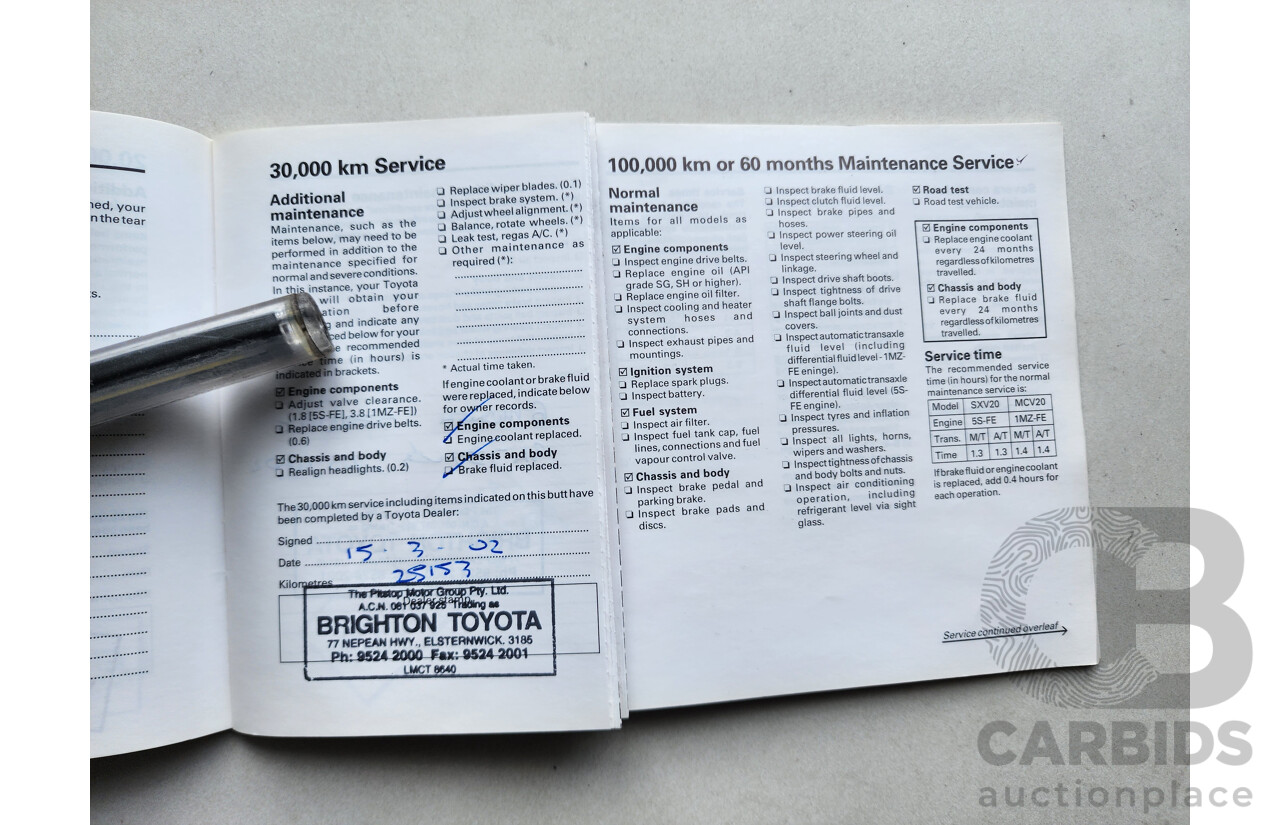 ned, your
n the tear
s.
30,000 km Service
Additional
maintenance
Maintenance, such as the
items below, may need to be
performed in addition to the
maintenance specified for
normal and severe conditions.
In this instance, your Toyota
will obtain your
before
and indicate any
below for your
recommended
time (in hours) is
indicated in brackets.
☑ Engine components
❏ Adjust valve clearance.
(1.8 [5S-FE], 3.8 [1MZ-FE])
❏ Replace engine drive belts.
(0.6)
☑ Chassis and body
❏ Realign headlights. (0.2)
❏ Replace wiper blades. (0.1)
❏ Inspect brake system. (*)
❏ Adjust wheel alignment. (*)
❏ Balance, rotate wheels. (*)
❏ Leak test, regas A/C. (*)
❏ Other maintenance as
required (*):
* Actual time taken.
If engine coolant or brake fluid
were replaced, indicate below
for owner records.
☑ Engine components
❏ Engine coolant replaced.
☑ Chassis and body
❏ Brake fluid replaced.
The 30,000 km service including items indicated on this butt have
been completed by a Toyota Dealer:
Signed
Date 15 - 3 - 02
Kilometres 25153
Dealer stamp
The Pitstop Motor Group Pty. Ltd.
A.C.N. 061 037 926 Trading as
BRIGHTON TOYOTA
77 NEPEAN HWY., ELSTERNWICK. 3185
Ph: 9524 2000 Fax: 9524 2001
LMCT 8640
100,000 km or 60 months Maintenance Service
Normal
maintenance
Items for all models as
applicable:
☑ Engine components
❏ Inspect engine drive belts.
❏ Replace engine oil (API
grade SG, SH or higher).
❏ Replace engine oil filter.
❏ Inspect cooling and heater
system hoses and
connections.
❏ Inspect exhaust pipes and
mountings.
☑ Ignition system
❏ Replace spark plugs.
❏ Inspect battery.
☑ Fuel system
❏ Inspect air filter.
❏ Inspect fuel tank cap, fuel
lines, connections and fuel
vapour control valve.
☑ Chassis and body
❏ Inspect brake pedal and
parking brake.
❏ Inspect brake pads and
discs.
❏ Inspect brake fluid level.
❏ Inspect clutch fluid level.
❏ Inspect brake pipes and
hoses.
❏ Inspect power steering oil
level.
❏ Inspect steering wheel and
linkage.
❏ Inspect drive shaft boots.
❏ Inspect tightness of drive
shaft flange bolts.
❏ Inspect ball joints and dust
covers.
❏ Inspect automatic transaxle
fluid level (including
differential fluid level - 1MZ-
FE eninge).
❏ Inspect automatic transaxle
differential fluid level (5S-
FE engine).
❏ Inspect tyres and inflation
pressures.
❏ Inspect all lights, horns,
wipers and washers.
❏ Inspect tightness of chassis
and body bolts and nuts.
❏ Inspect air conditioning
operation, including
refrigerant level via sight
glass.
☑ Road test
❏ Road test vehicle.
☑ Engine components
❏ Replace engine coolant
every 24 months
regardless of kilometres
travelled.
☑ Chassis and body
❏ Replace brake fluid
every 24 months
regardless of kilometres
travelled.
Service time
The recommended service
time (in hours) for the normal
maintenance service is:
Model SXV20 MCV20
Engine 5S-FE 1MZ-FE
Trans. M/T A/T M/T A/T
Time 1.3 1.3 1.4 1.4
If brake fluid or engine coolant
is replaced, add 0.4 hours for
each operation.
Service continued overleaf
CARBIDS
auctionplace